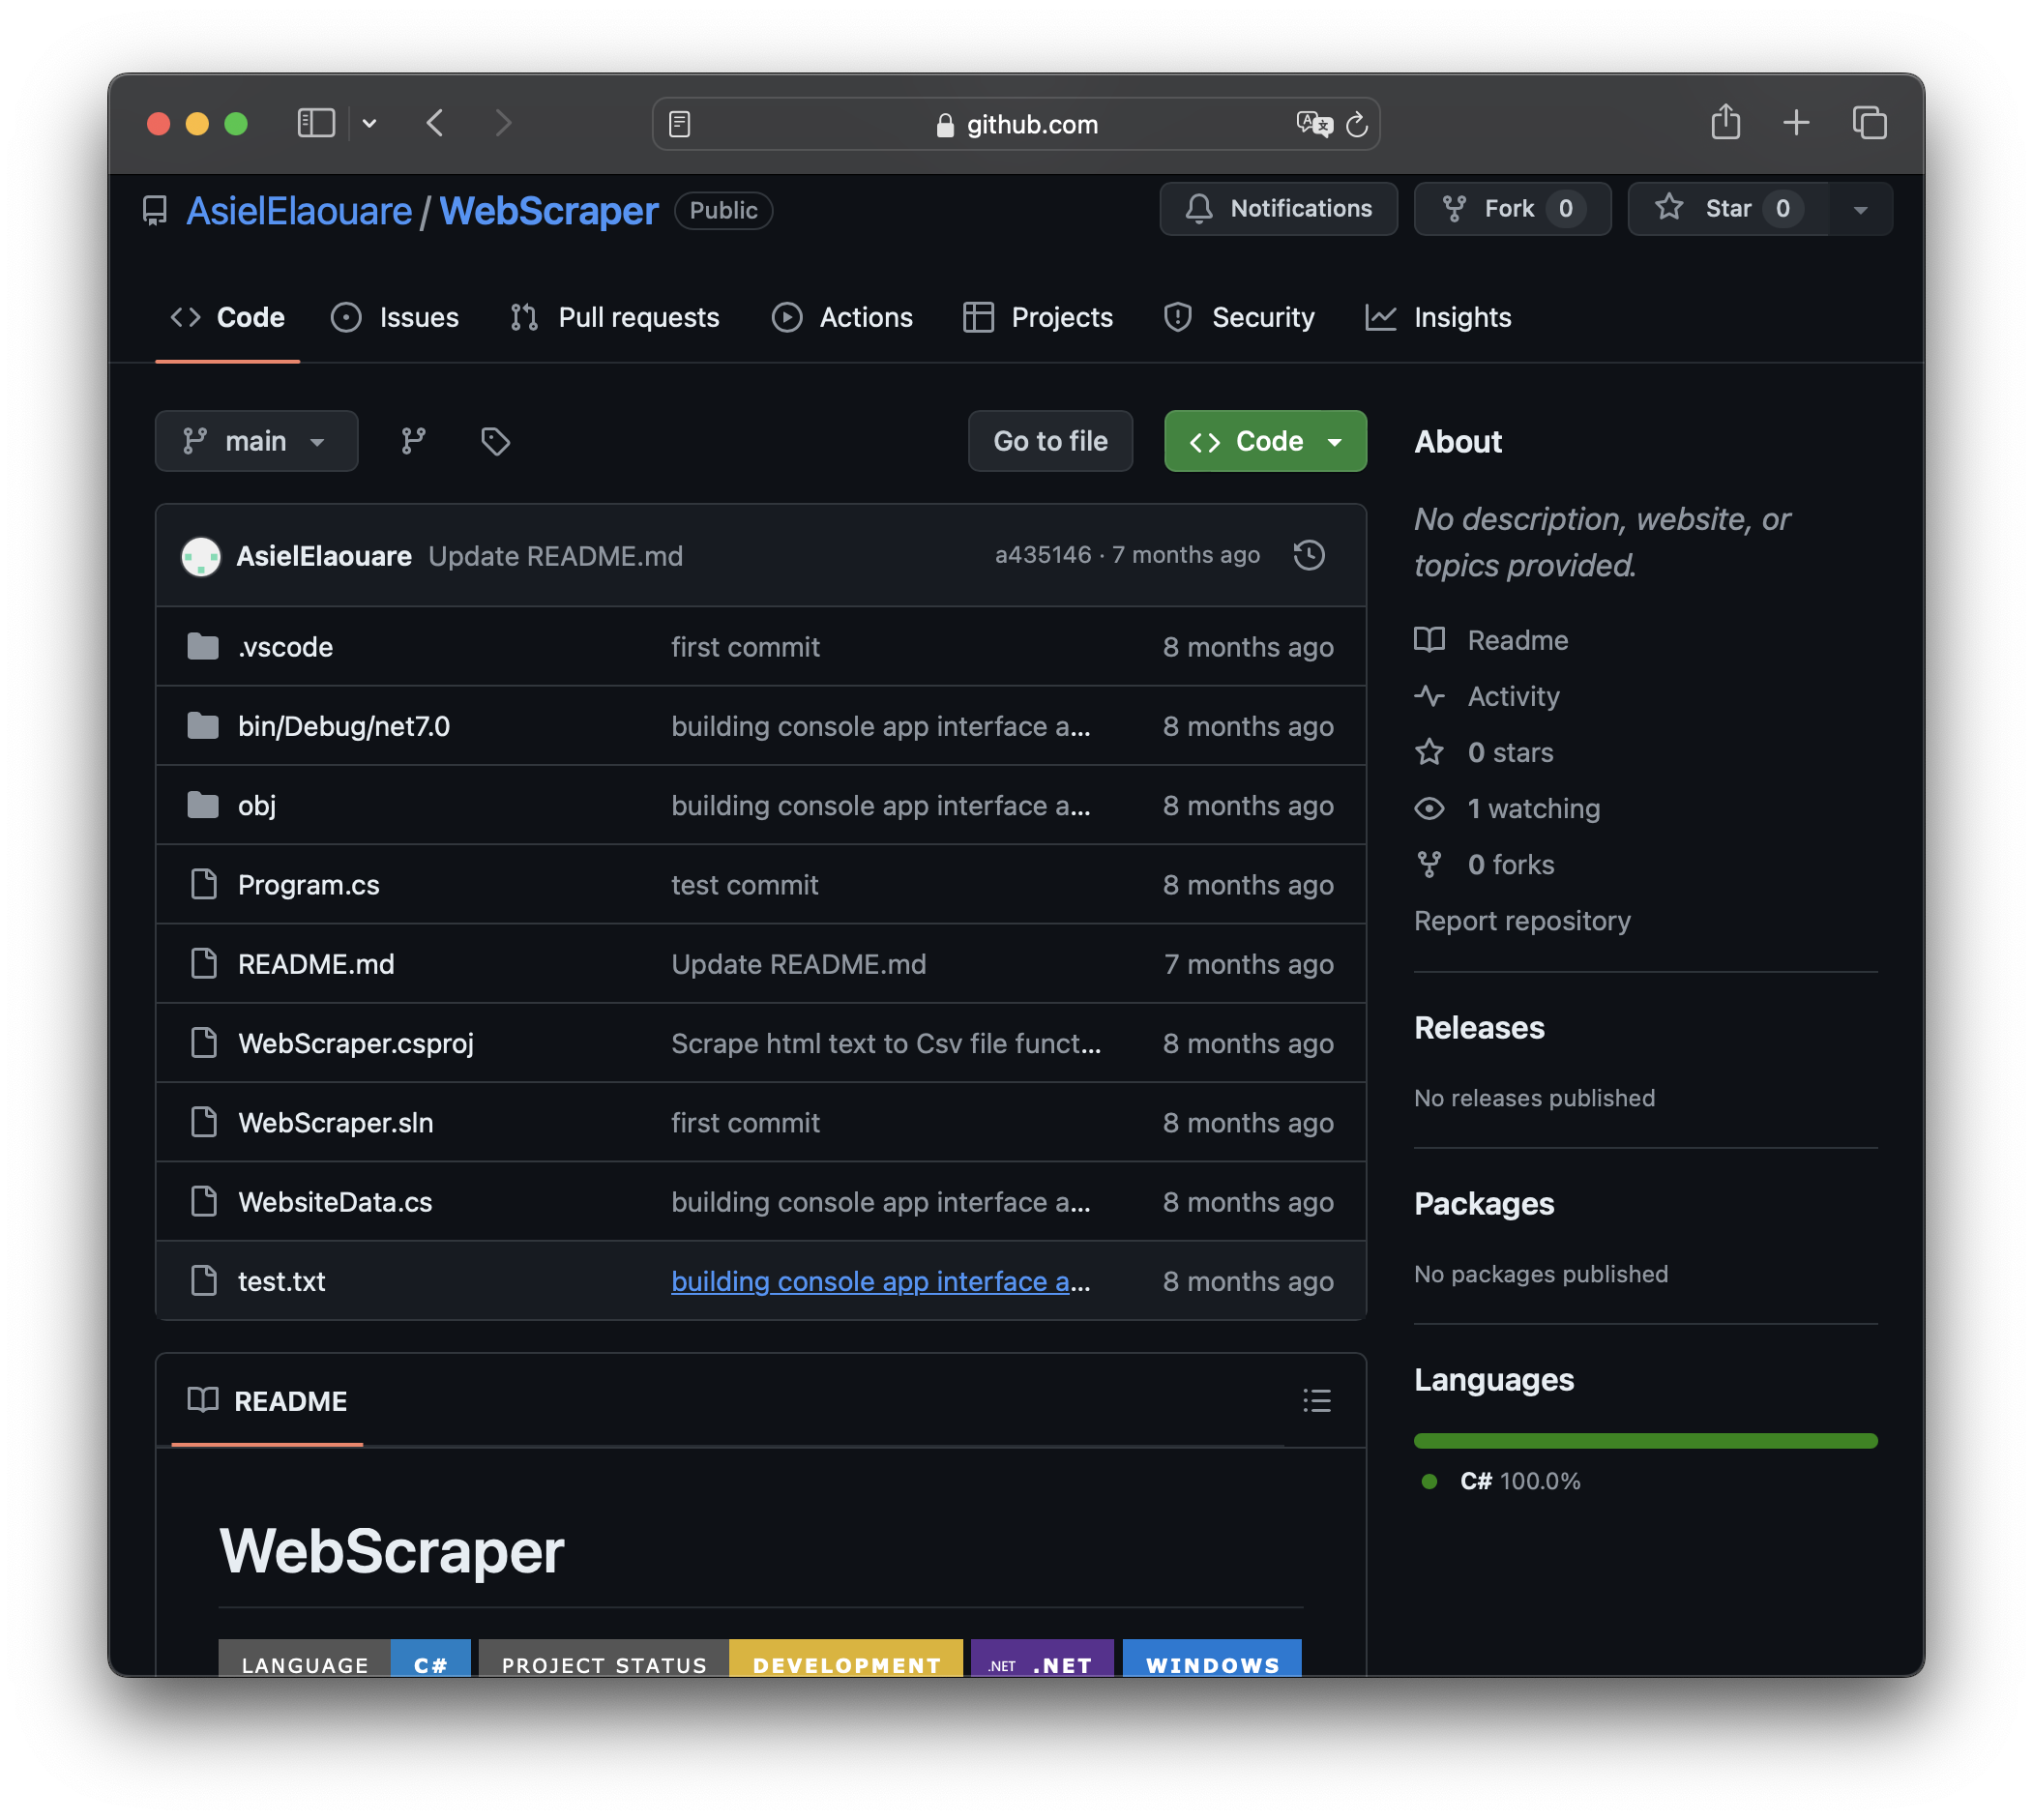 github.com
AsielElaouare / WebScraper Public
Notifications
Fork 0
Star 0
Code
Issues
Pull requests
Actions
Projects
Security
Insights
main
Go to file
Code
AsielElaouare Update README.md a435146 · 7 months ago
.vscode first commit 8 months ago
bin/Debug/net7.0 building console app interface a... 8 months ago
obj building console app interface a... 8 months ago
Program.cs test commit 8 months ago
README.md Update README.md 7 months ago
WebScraper.csproj Scrape html text to Csv file funct... 8 months ago
WebScraper.sln first commit 8 months ago
WebsiteData.cs building console app interface a... 8 months ago
test.txt building console app interface a... 8 months ago
README
WebScraper
LANGUAGE C# PROJECT STATUS DEVELOPMENT .NET .NET WINDOWS
About
No description, website, or
topics provided.
Readme
Activity
0 stars
1 watching
0 forks
Report repository
Releases
No releases published
Packages
No packages published
Languages
C# 100.0%